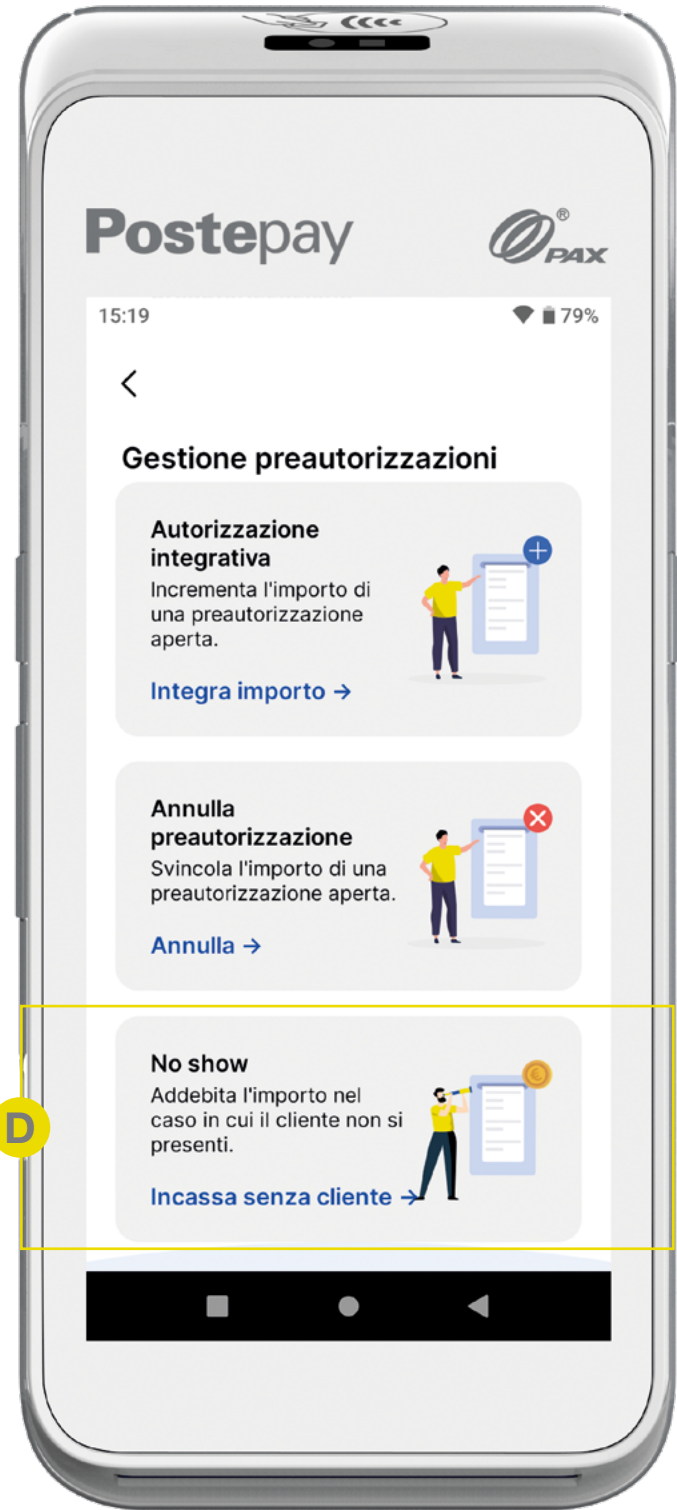 Postepay
PAX
®
15:19
79%
Gestione preautorizzazioni
Autorizzazione
integrativa
Incrementa l'importo di
una preautorizzazione
aperta.
Integra importo →
Annulla
preautorizzazione
Svincola l'importo di una
preautorizzazione aperta.
Annulla →
No show
Addebita l'importo nel
caso in cui il cliente non si
presenti.
Incassa senza cliente →
D